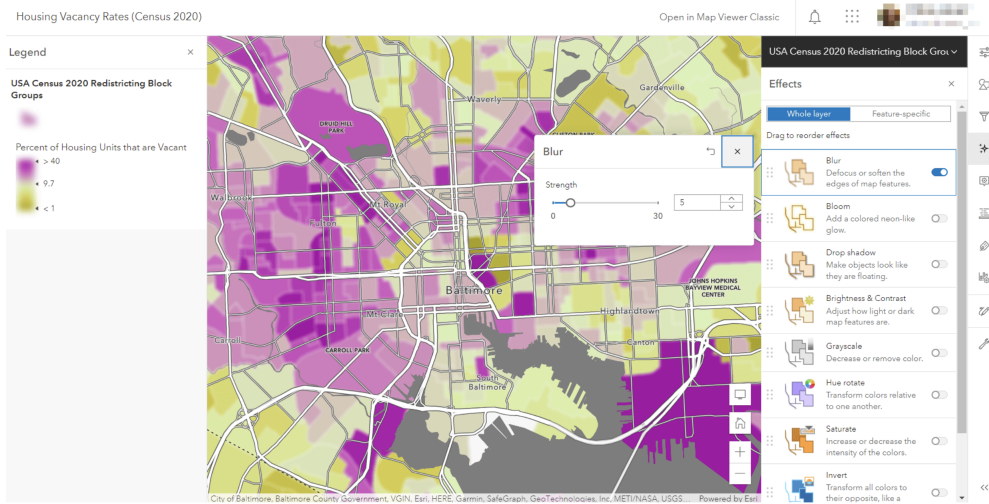 Housing Vacancy Rates (Census 2020)
Open in Map Viewer Classic
Legend
USA Census 2020 Redistricting Block
Groups
Percent of Housing Units that are Vacant
> 40
9.7
< 1
Waverly
Gardenville
DRUID HILL
PARK
CLIFTON PARK
Walbrook
Mt Royal
Fulton
Baltimore
JOHNS HOPKINS
BAYVIEW MEDICAL
CENTER
Mt Clare
Highlandtown
Carroll
CARROLL PARK
Canton
South
Baltimore
City of Baltimore, Baltimore County Government, VGIN, Esri, HERE, Garmin, SafeGraph, GeoTechnologies, Inc, METI/NASA, USGS...
Powered by Esri
Blur
Strength
0
30
5
USA Census 2020 Redistricting Block Grou
Effects
Whole layer
Feature-specific
Drag to reorder effects
Blur
Defocus or soften the
edges of map features.
Bloom
Add a colored neon-like
glow.
Drop shadow
Make objects look like
they are floating.
Brightness & Contrast
Adjust how light or dark
map features are.
Grayscale
Decrease or remove color.
Hue rotate
Transform colors relative
to one another.
Saturate
Increase or decrease the
intensity of the colors.
Invert
Transform all colors to
their opposite, like a